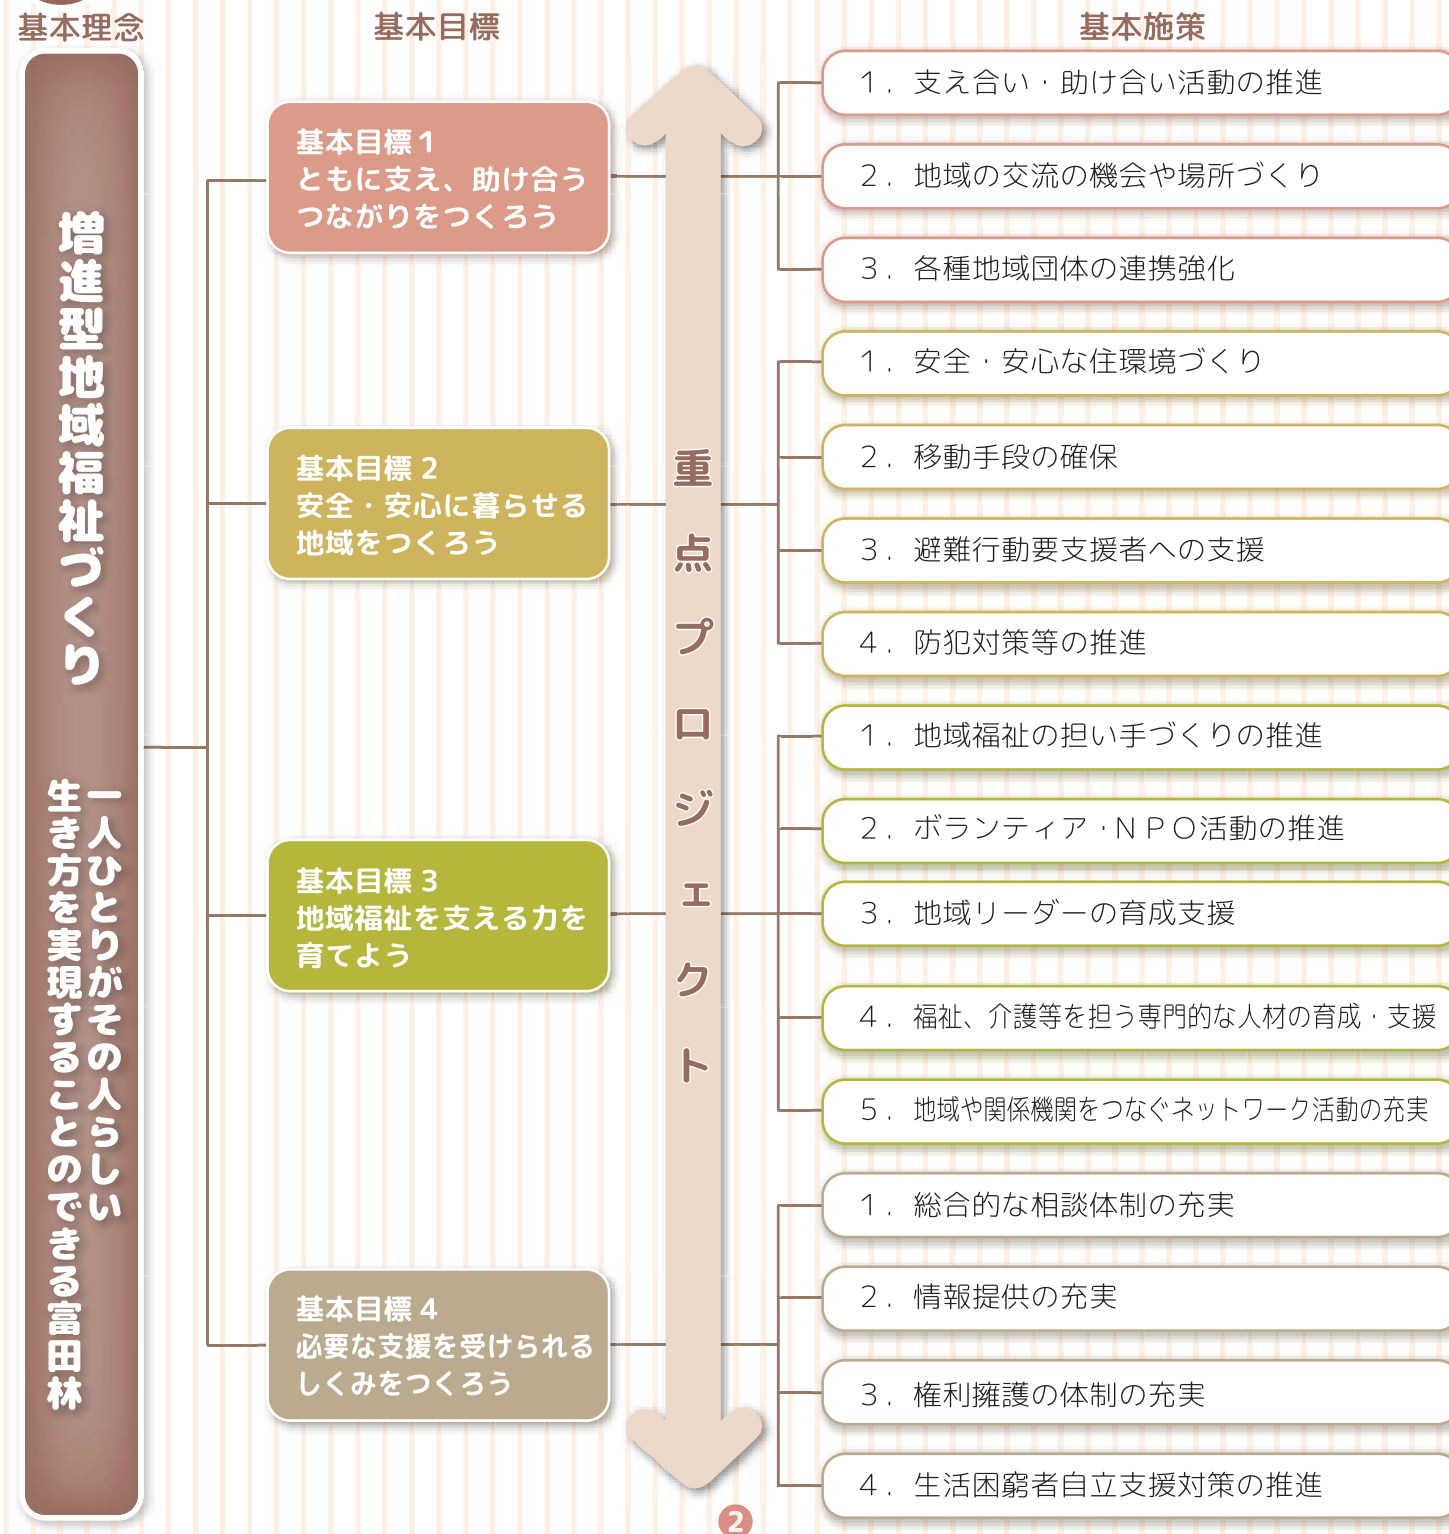 基本理念
基本目標
基本施策
増進型地域福祉づくり
一人ひとりがその人らしい
生き方を実現することのできる富田林
基本目標1
ともに支え、助け合う
つながりをつくろう
基本目標2
安全・安心に暮らせる
地域をつくろう
基本目標3
地域福祉を支える力を
育てよう
基本目標4
必要な支援を受けられる
しくみをつくろう
重点プロジェクト
1．支え合い・助け合い活動の推進
2．地域の交流の機会や場所づくり
3．各種地域団体の連携強化
1．安全・安心な住環境づくり
2．移動手段の確保
3．避難行動要支援者への支援
4．防犯対策等の推進
1．地域福祉の担い手づくりの推進
2．ボランティア・NPO活動の推進
3．地域リーダーの育成支援
4．福祉、介護等を担う専門的な人材の育成・支援
5．地域や関係機関をつなぐネットワーク活動の充実
1．総合的な相談体制の充実
2．情報提供の充実
3．権利擁護の体制の充実
4．生活困窮者自立支援対策の推進
2